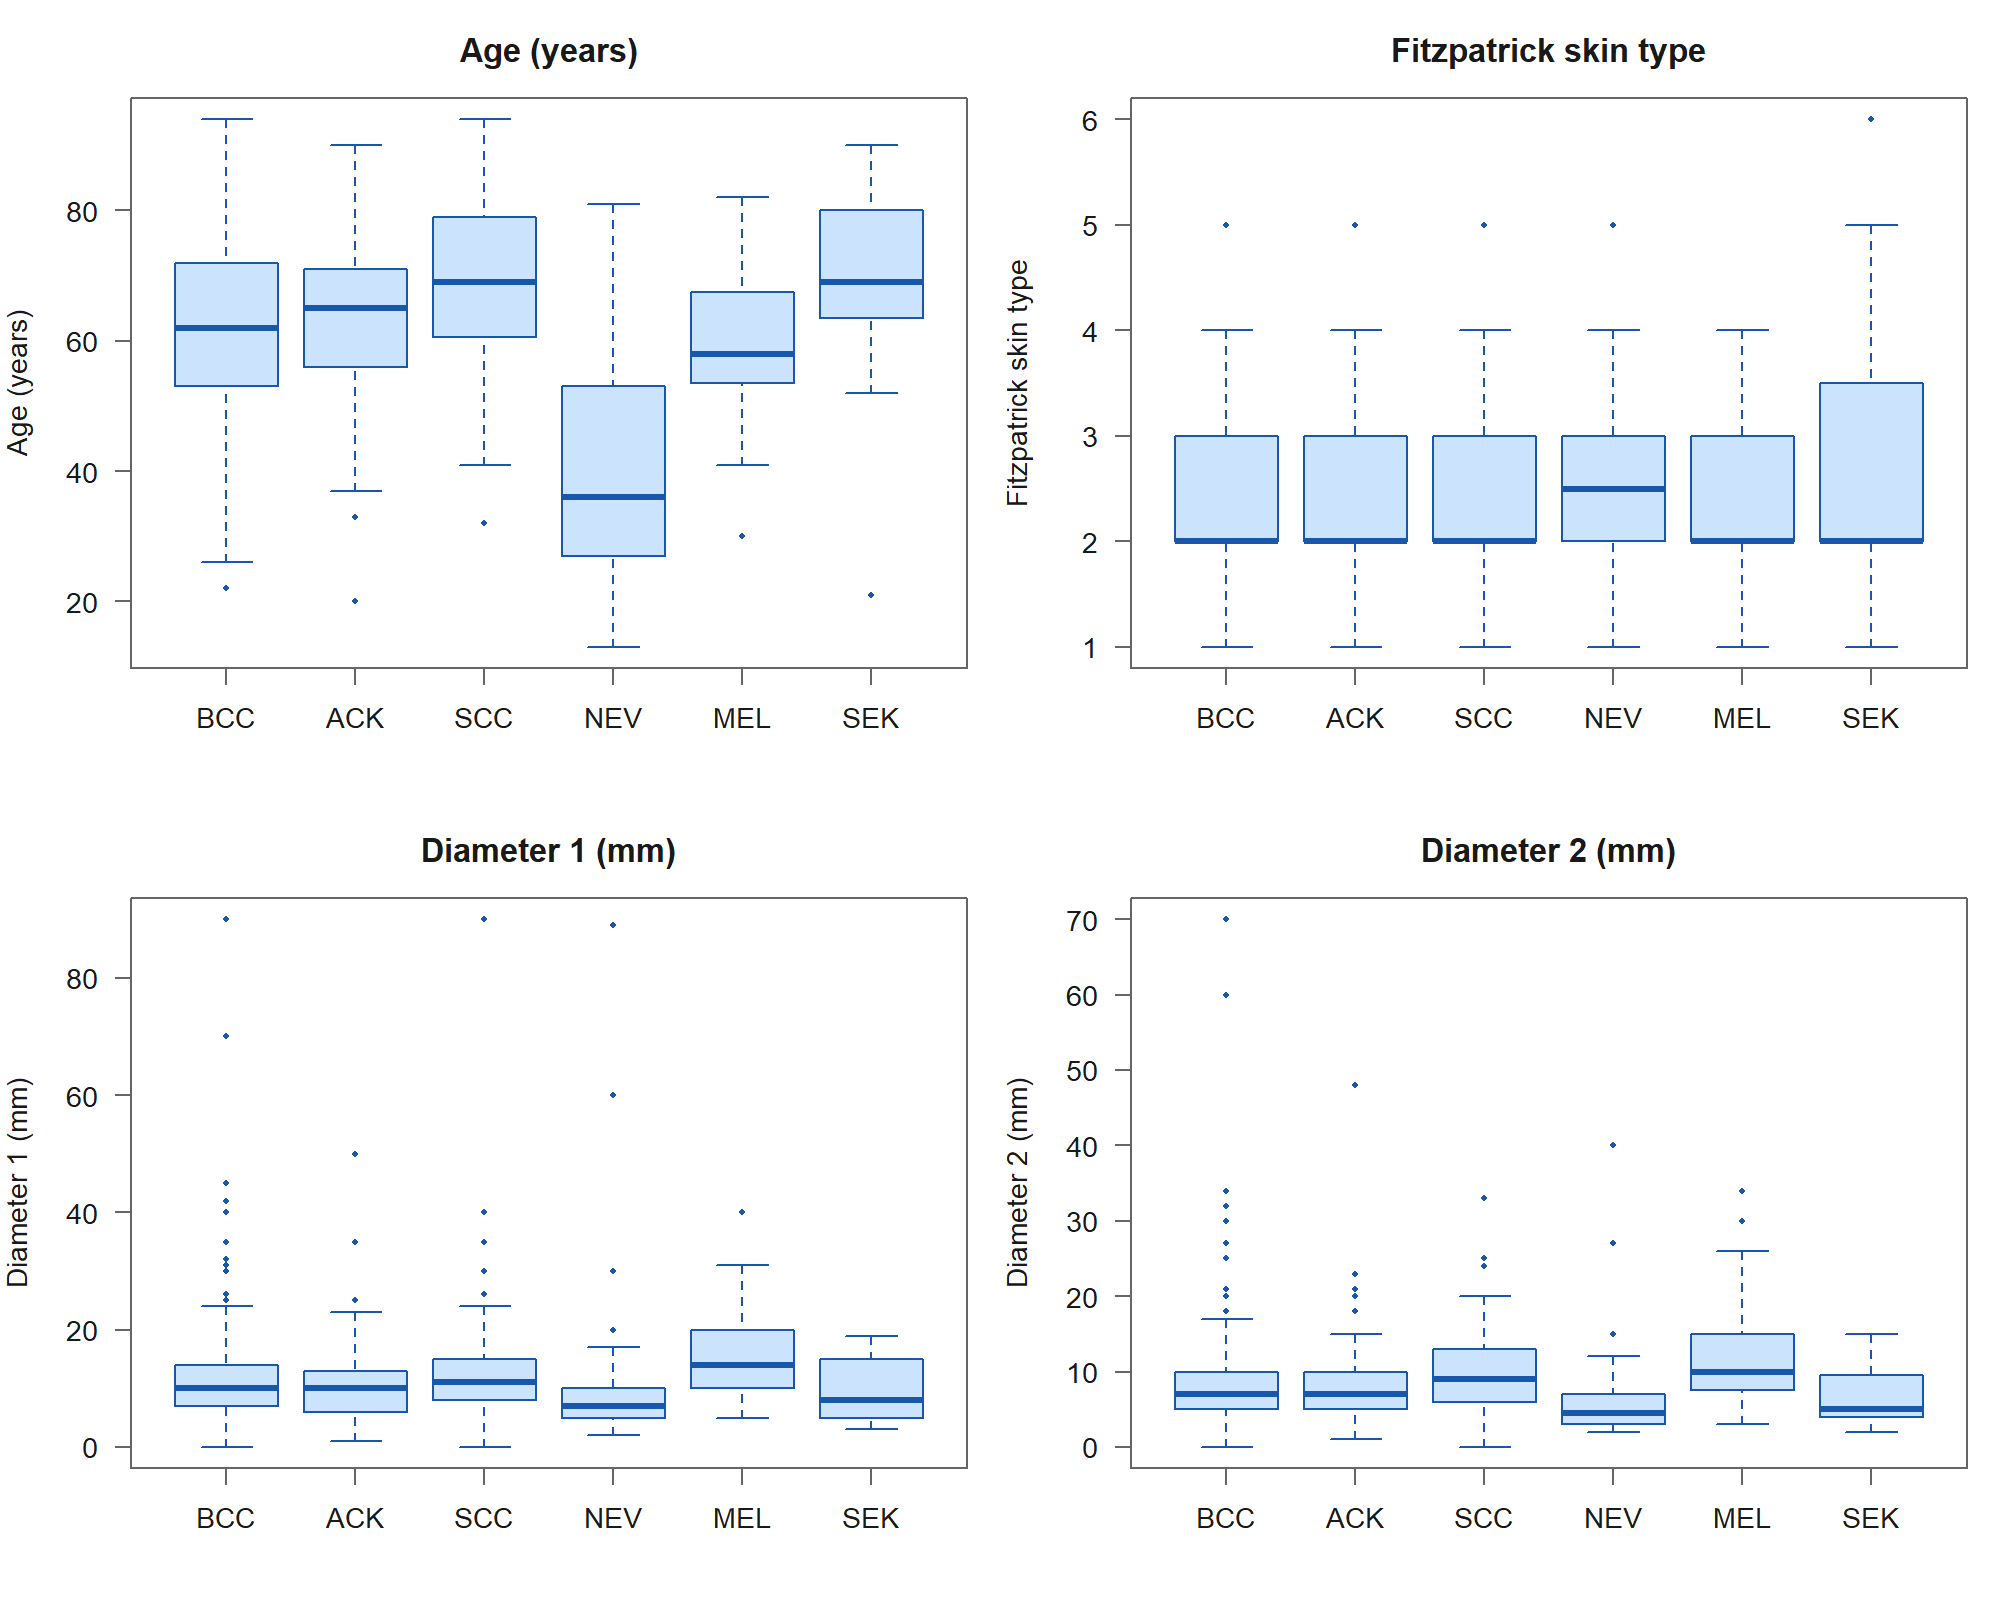 Age (years)
Age (years)
80
60
40
20
BCC ACK SCC NEV MEL SEK
Fitzpatrick skin type
Fitzpatrick skin type
6
5
4
3
2
1
BCC ACK SCC NEV MEL SEK
Diameter 1 (mm)
Diameter 1 (mm)
80
60
40
20
0
BCC ACK SCC NEV MEL SEK
Diameter 2 (mm)
Diameter 2 (mm)
70
60
50
40
30
20
10
0
BCC ACK SCC NEV MEL SEK